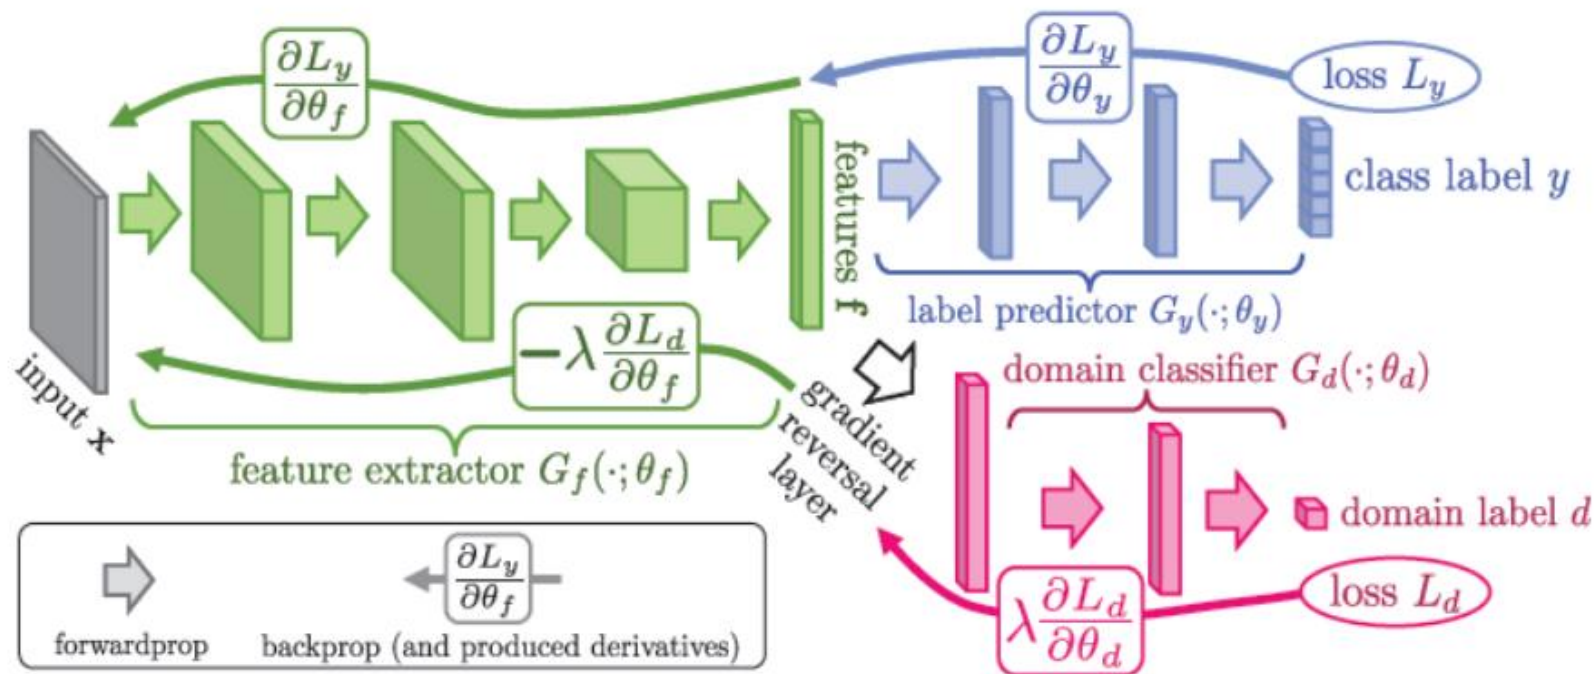 ∂L_y/∂θ_f
∂L_y/∂θ_y
loss L_y
features f
class label y
label predictor G_y(·; θ_y)
input x
−λ ∂L_d/∂θ_f
feature extractor G_f(·; θ_f)
gradient
reversal
layer
domain classifier G_d(·; θ_d)
domain label d
λ ∂L_d/∂θ_d
loss L_d
forwardprop
∂L_y/∂θ_f
backprop (and produced derivatives)